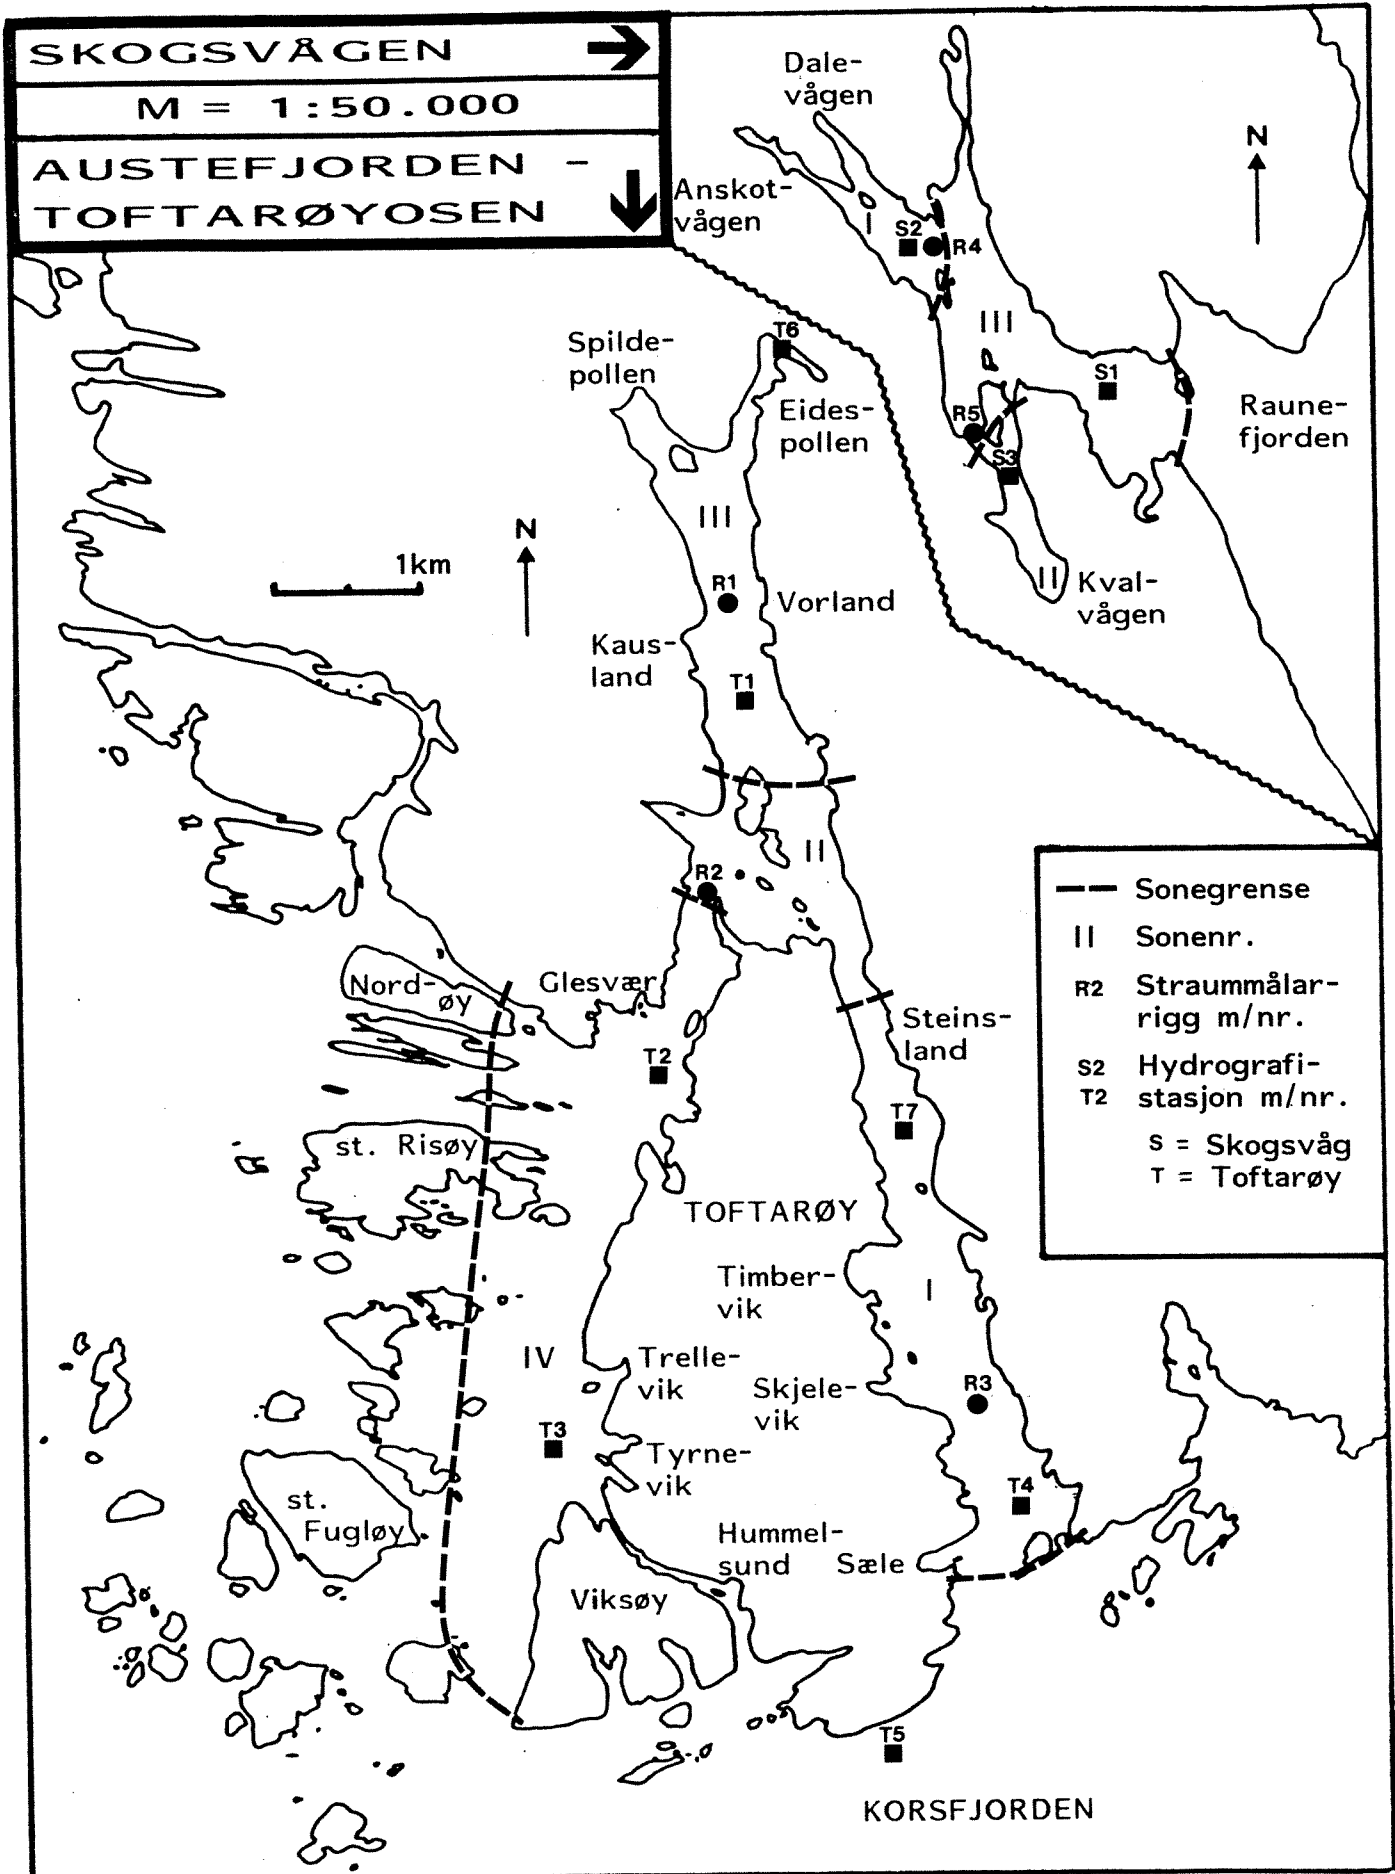 SKOGSVÅGEN
M = 1:50.000
AUSTEFJORDEN -
TOFTARØYOSEN
Dale-
vågen
Anskot-
vågen
I
S2
R4
N
III
S1
R5
S3
Raune-
fjorden
II
Kval-
vågen
T6
Spilde-
pollen
Eides-
pollen
III
N
1km
R1
Vorland
Kaus-
land
T1
II
R2
Nord-
øy
Glesvær
Steins-
land
T2
T7
st. Risøy
TOFTARØY
Timber-
vik
I
IV
Trelle-
vik
Skjele-
vik
R3
T3
Tyrne-
vik
T4
st.
Fugløy
Hummel-
sund
Sæle
Viksøy
T5
KORSFJORDEN
Sonegrense
II Sonenr.
R2 Straummålar-
rigg m/nr.
S2 Hydrografi-
T2 stasjon m/nr.
S = Skogsvåg
T = Toftarøy